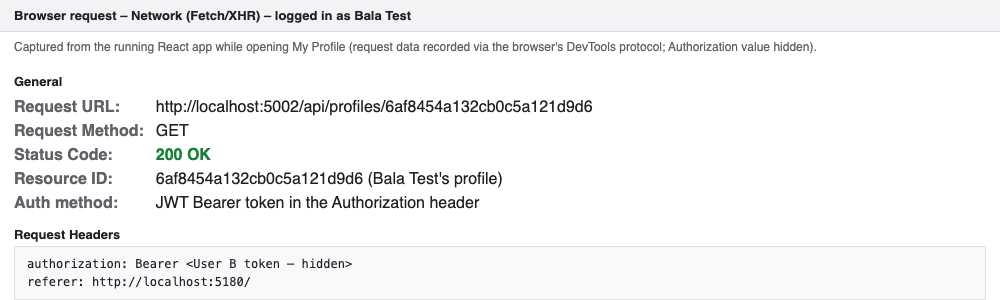 Browser request – Network (Fetch/XHR) – logged in as Bala Test
Captured from the running React app while opening My Profile (request data recorded via the browser's DevTools protocol; Authorization value hidden).
General
Request URL: http://localhost:5002/api/profiles/6af8454a132cb0c5a121d9d6
Request Method: GET
Status Code: 200 OK
Resource ID: 6af8454a132cb0c5a121d9d6 (Bala Test's profile)
Auth method: JWT Bearer token in the Authorization header
Request Headers
authorization: Bearer <User B token — hidden>
referer: http://localhost:5180/